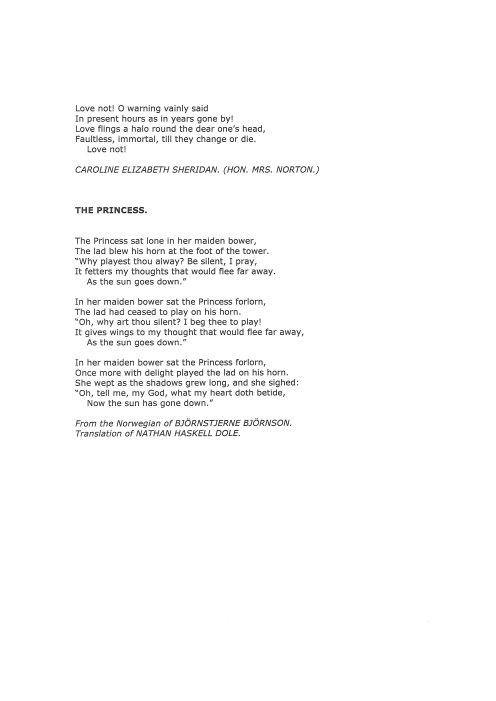 Love not! O warning vainly said
In present hours as in years gone by!
Love flings a halo round the dear one's head,
Faultless, immortal, till they change or die.
Love not!
CAROLINE ELIZABETH SHERIDAN. (HON. MRS. NORTON.)
THE PRINCESS.
The Princess sat lone in her maiden bower,
The lad blew his horn at the foot of the tower.
"Why playest thou alway? Be silent, I pray,
It fetters my thoughts that would flee far away.
As the sun goes down."
In her maiden bower sat the Princess forlorn,
The lad had ceased to play on his horn.
"Oh, why art thou silent? I beg thee to play!
It gives wings to my thought that would flee far away,
As the sun goes down."
In her maiden bower sat the Princess forlorn,
Once more with delight played the lad on his horn.
She wept as the shadows grew long, and she sighed:
"Oh, tell me, my God, what my heart doth betide,
Now the sun has gone down."
From the Norwegian of BJÖRNSTJERNE BJÖRNSON.
Translation of NATHAN HASKELL DOLE.